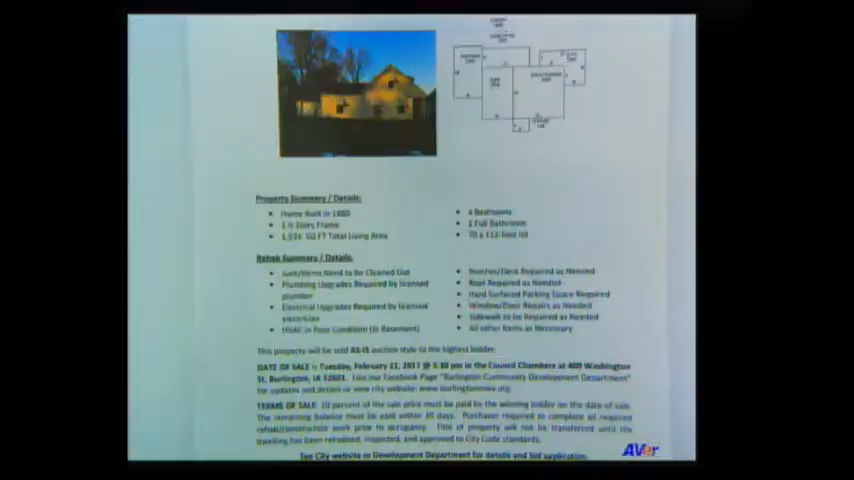 Property Summary / Details:
• Home Built in 1880
• 1 ½ Story Frame
• SQ FT Total Living Area
• 4 Bedrooms
• 1 Full Bathroom
• 70 x 112 foot lot
Rehab Summary / Details:
• Junk/Items Need to be Cleaned Out
• Plumbing Upgrades Required by licensed
plumber
• Electrical Upgrades Required by licensed
electrician
• HVAC in Poor Condition (In Basement)
• Porches/Deck Repaired as Needed
• Roof Repaired as Needed
• Hard Surfaced Parking Space Required
• Window/Door Repairs as Needed
• Sidewalk to be Repaired as Needed
• All other items as Necessary
This property will be sold AS-IS auction style to the highest bidder.
DATE OF SALE is Tuesday, February 21, 2017 @ 5:30 pm in the Council Chambers at 400 Washington
St, Burlington, IA 52601. Like our Facebook Page "Burlington Community Development Department"
for updates and details or view city website: www.burlingtoniowa.org.
TERMS OF SALE: 10 percent of the sale price must be paid by the winning bidder on the date of sale.
The remaining balance must be paid within 30 days. Purchaser required to complete all required
rehab/construction work prior to occupancy. Title of property will not be transferred until the
dwelling has been rehabbed, inspected, and approved to City Code standards.
See City website or Development Department for details and bid application.
AVer